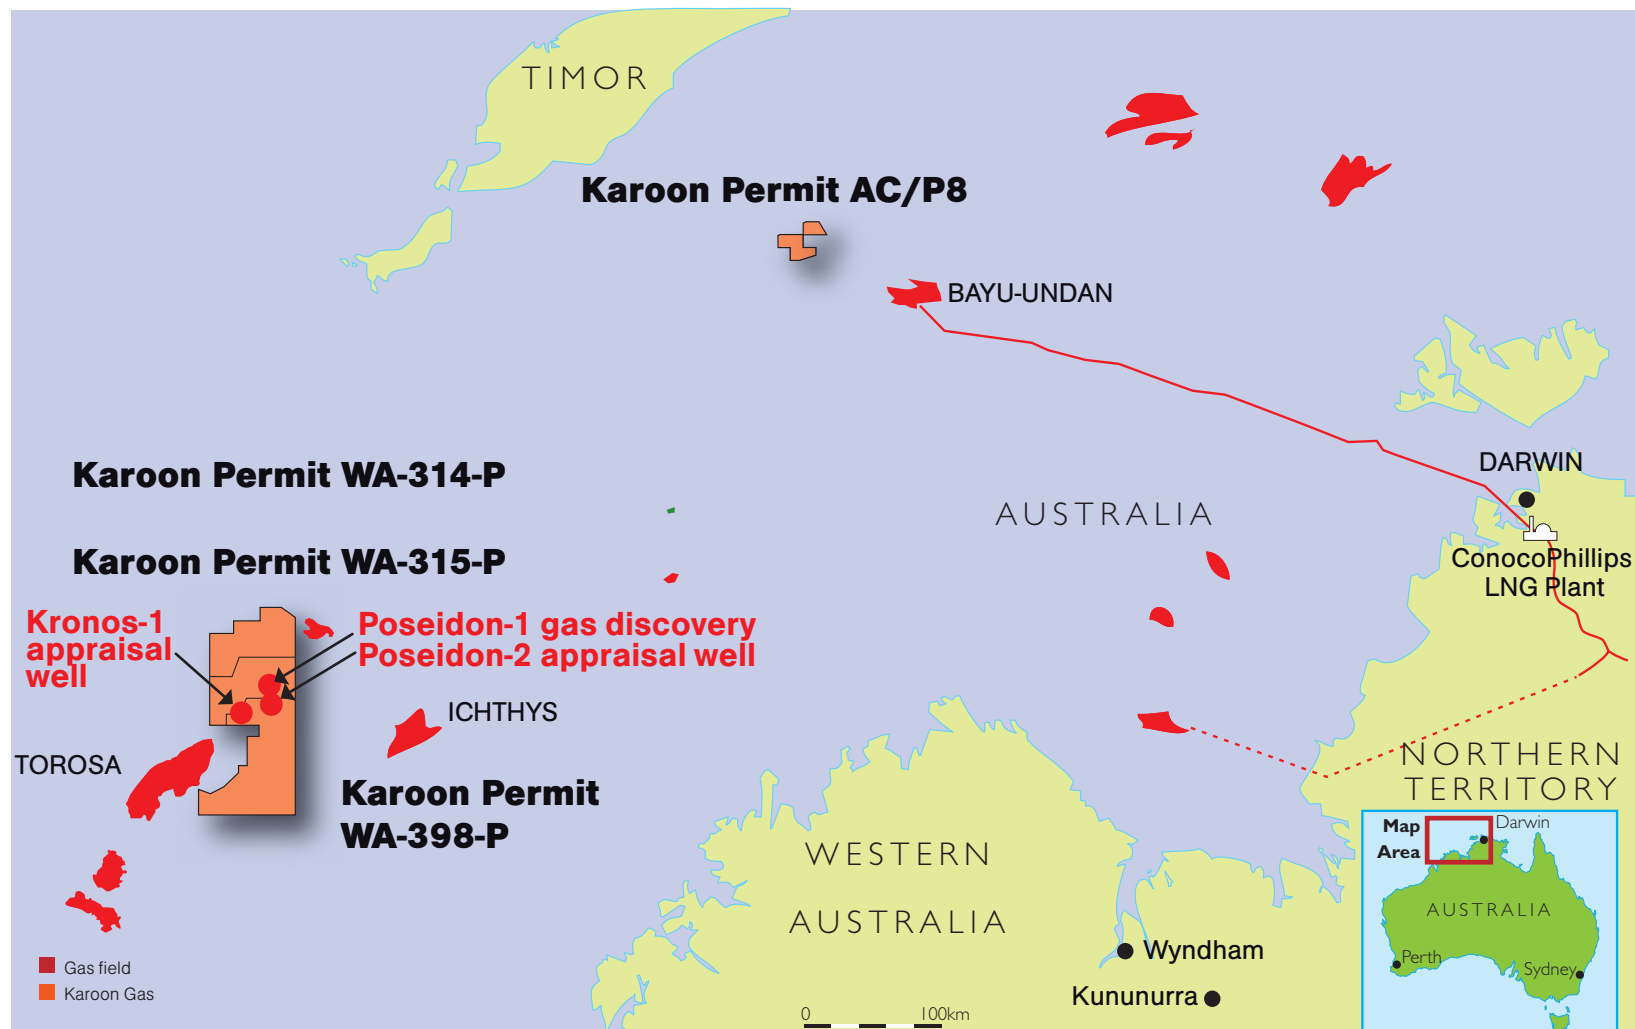 TIMOR
Karoon Permit AC/P8
BAYU-UNDAN
Karoon Permit WA-314-P
DARWIN
AUSTRALIA
Karoon Permit WA-315-P
ConocoPhillips
LNG Plant
Kronos-1
appraisal
well
Poseidon-1 gas discovery
Poseidon-2 appraisal well
ICHTHYS
TOROSA
Karoon Permit
WA-398-P
NORTHERN
TERRITORY
WESTERN
AUSTRALIA
Wyndham
Kununurra
Gas field
Karoon Gas
0 100km
Map
Area
Darwin
AUSTRALIA
Perth
Sydney